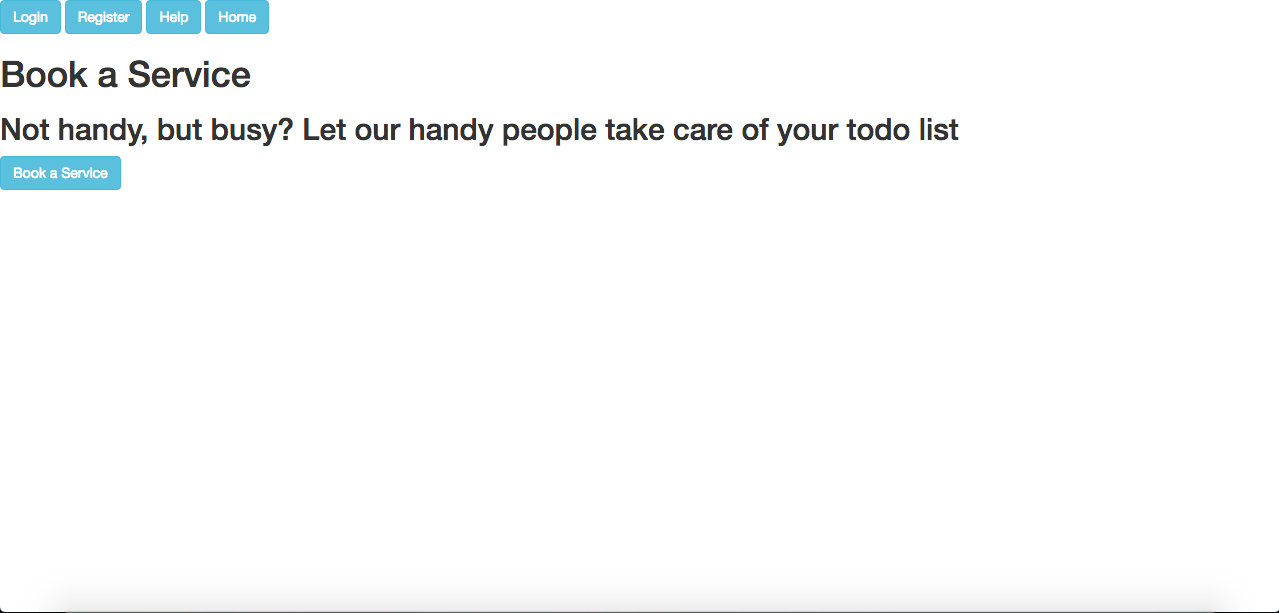 Login Register Help Home
Book a Service
Not handy, but busy? Let our handy people take care of your todo list
Book a Service